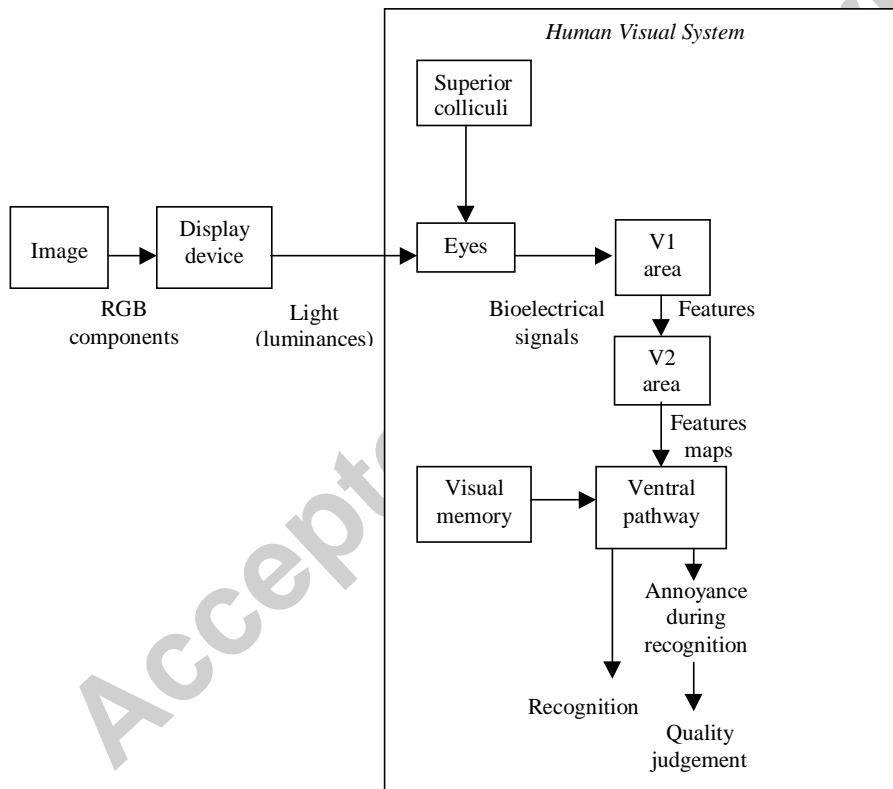 Human Visual System
Superior
colliculi
Image
Display
device
Eyes
V1
area
RGB
components
Light
(luminances)
Bioelectrical
signals
Features
V2
area
Features
maps
Visual
memory
Ventral
pathway
Annoyance
during
recognition
Recognition
Quality
judgement
Accepte